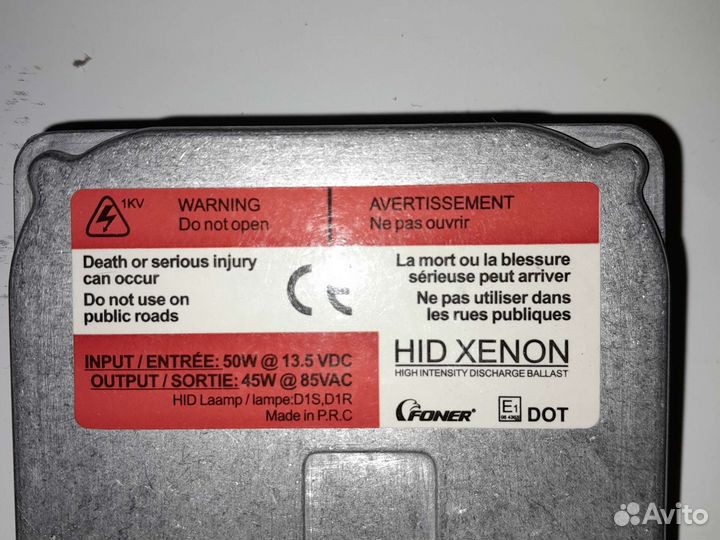 1KV
WARNING
Do not open
AVERTISSEMENT
Ne pas ouvrir
Death or serious injury
can occur
Do not use on
public roads
CE
La mort ou la blessure
sérieuse peut arriver
Ne pas utiliser dans
les rues publiques
INPUT / ENTRÉE: 50W @ 13.5 VDC
OUTPUT / SORTIE: 45W @ 85VAC
HID Laamp / lampe:D1S,D1R
Made in P.R.C
HID XENON
HIGH INTENSITY DISCHARGE BALLAST
FONER®
E1
DOT
Avito